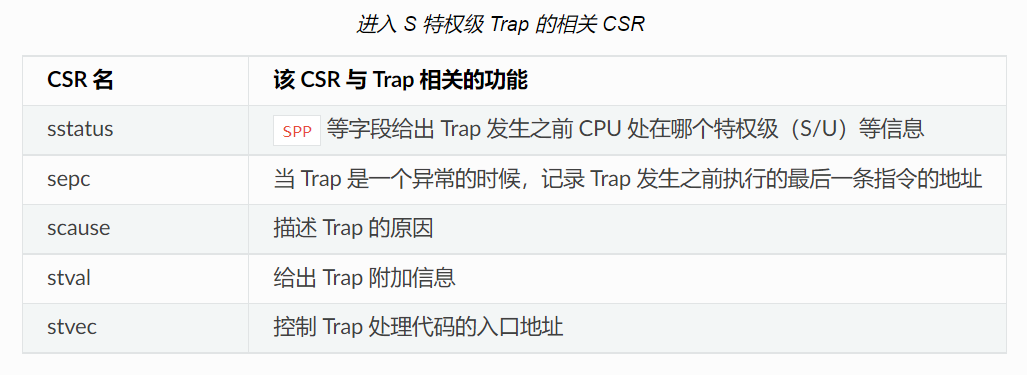 进入 S 特权级 Trap 的相关 CSR
CSR 名 该 CSR 与 Trap 相关的功能
sstatus SPP 等字段给出 Trap 发生之前 CPU 处在哪个特权级（S/U）等信息
sepc 当 Trap 是一个异常的时候，记录 Trap 发生之前执行的最后一条指令的地址
scause 描述 Trap 的原因
stval 给出 Trap 附加信息
stvec 控制 Trap 处理代码的入口地址